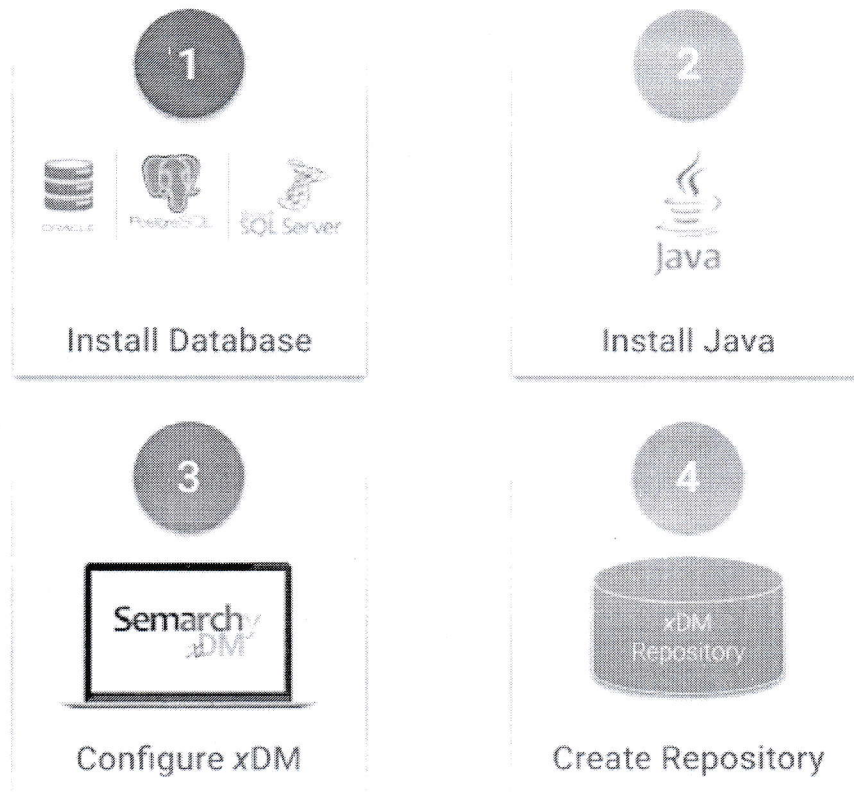 1
ORACLE
PostgreSQL
SQL Server
Install Database
2
Java
Install Java
3
Semarchy
xDM
Configure xDM
4
xDM
Repository
Create Repository